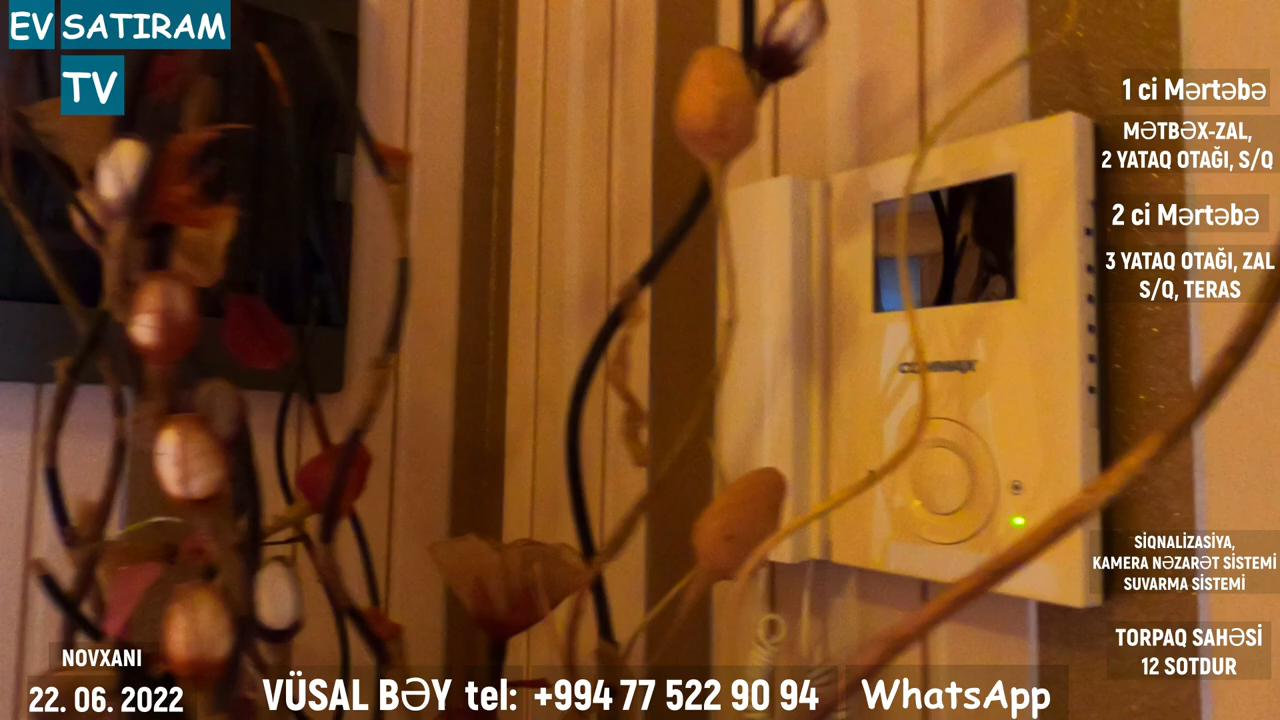 EV SATIRAM
TV
1 ci Mərtəbə
MƏTBƏX-ZAL,
2 YATAQ OTAĞI, S/Q
2 ci Mərtəbə
3 YATAQ OTAĞI, ZAL
S/Q, TERAS
COMMAX
SİQNALİZASİYA,
KAMERA NƏZARƏT SİSTEMİ
SUVARMA SİSTEMİ
TORPAQ SAHƏSİ
12 SOTDUR
NOVXANI
22. 06. 2022
VÜSAL BƏY tel: +994 77 522 90 94 WhatsApp